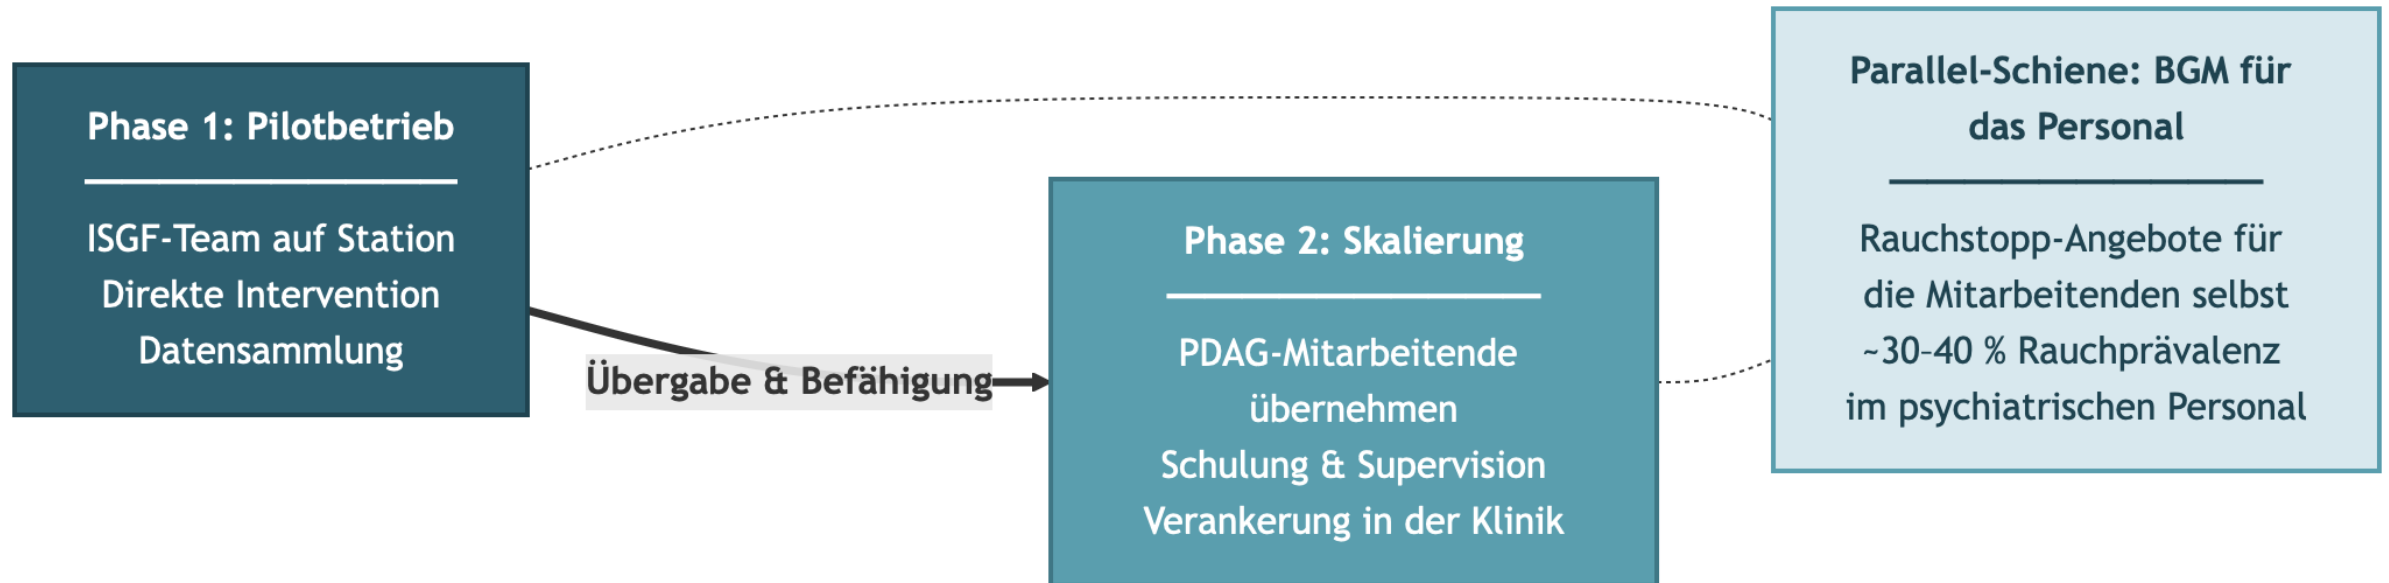 Phase 1: Pilotbetrieb
ISGF-Team auf Station
Direkte Intervention
Datensammlung
Übergabe & Befähigung
Phase 2: Skalierung
PDAG-Mitarbeitende
übernehmen
Schulung & Supervision
Verankerung in der Klinik
Parallel-Schiene: BGM für
das Personal
Rauchstopp-Angebote für
die Mitarbeitenden selbst
~30–40 % Rauchprävalenz
im psychiatrischen Personal